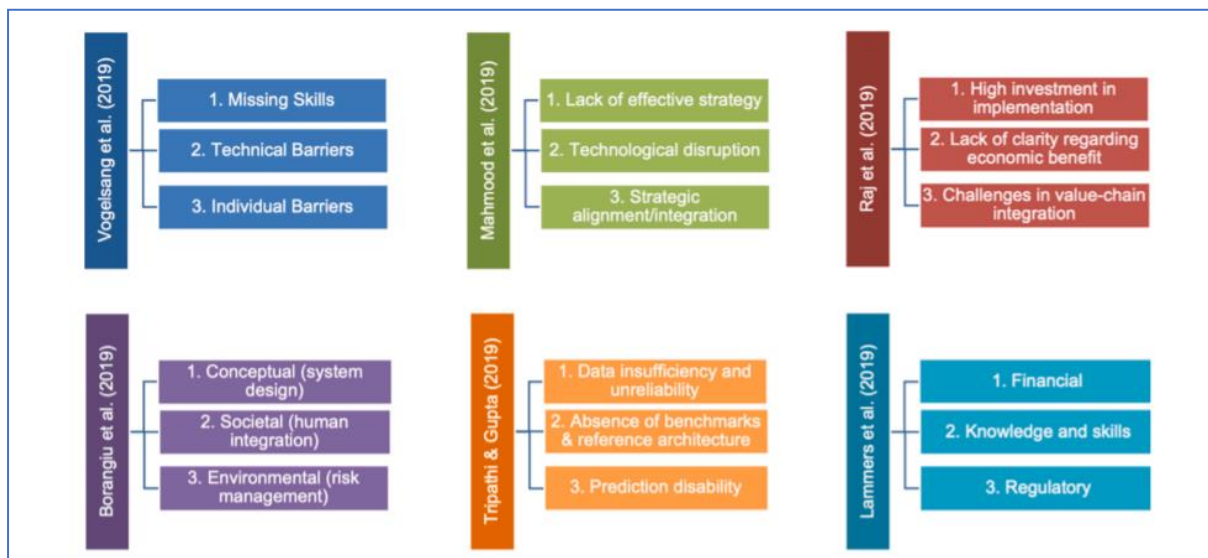 Vogelsang et al. (2019)
1. Missing Skills
2. Technical Barriers
3. Individual Barriers
Mahmood et al. (2019)
1. Lack of effective strategy
2. Technological disruption
3. Strategic
alignment/integration
Raj et al. (2019)
1. High investment in
implementation
2. Lack of clarity regarding
economic benefit
3. Challenges in value-chain
integration
Borangiu et al. (2019)
1. Conceptual (system
design)
2. Societal (human
integration)
3. Environmental (risk
management)
Tripathi & Gupta (2019)
1. Data insufficiency and
unreliability
2. Absence of benchmarks
& reference architecture
3. Prediction disability
Lammers et al. (2019)
1. Financial
2. Knowledge and skills
3. Regulatory